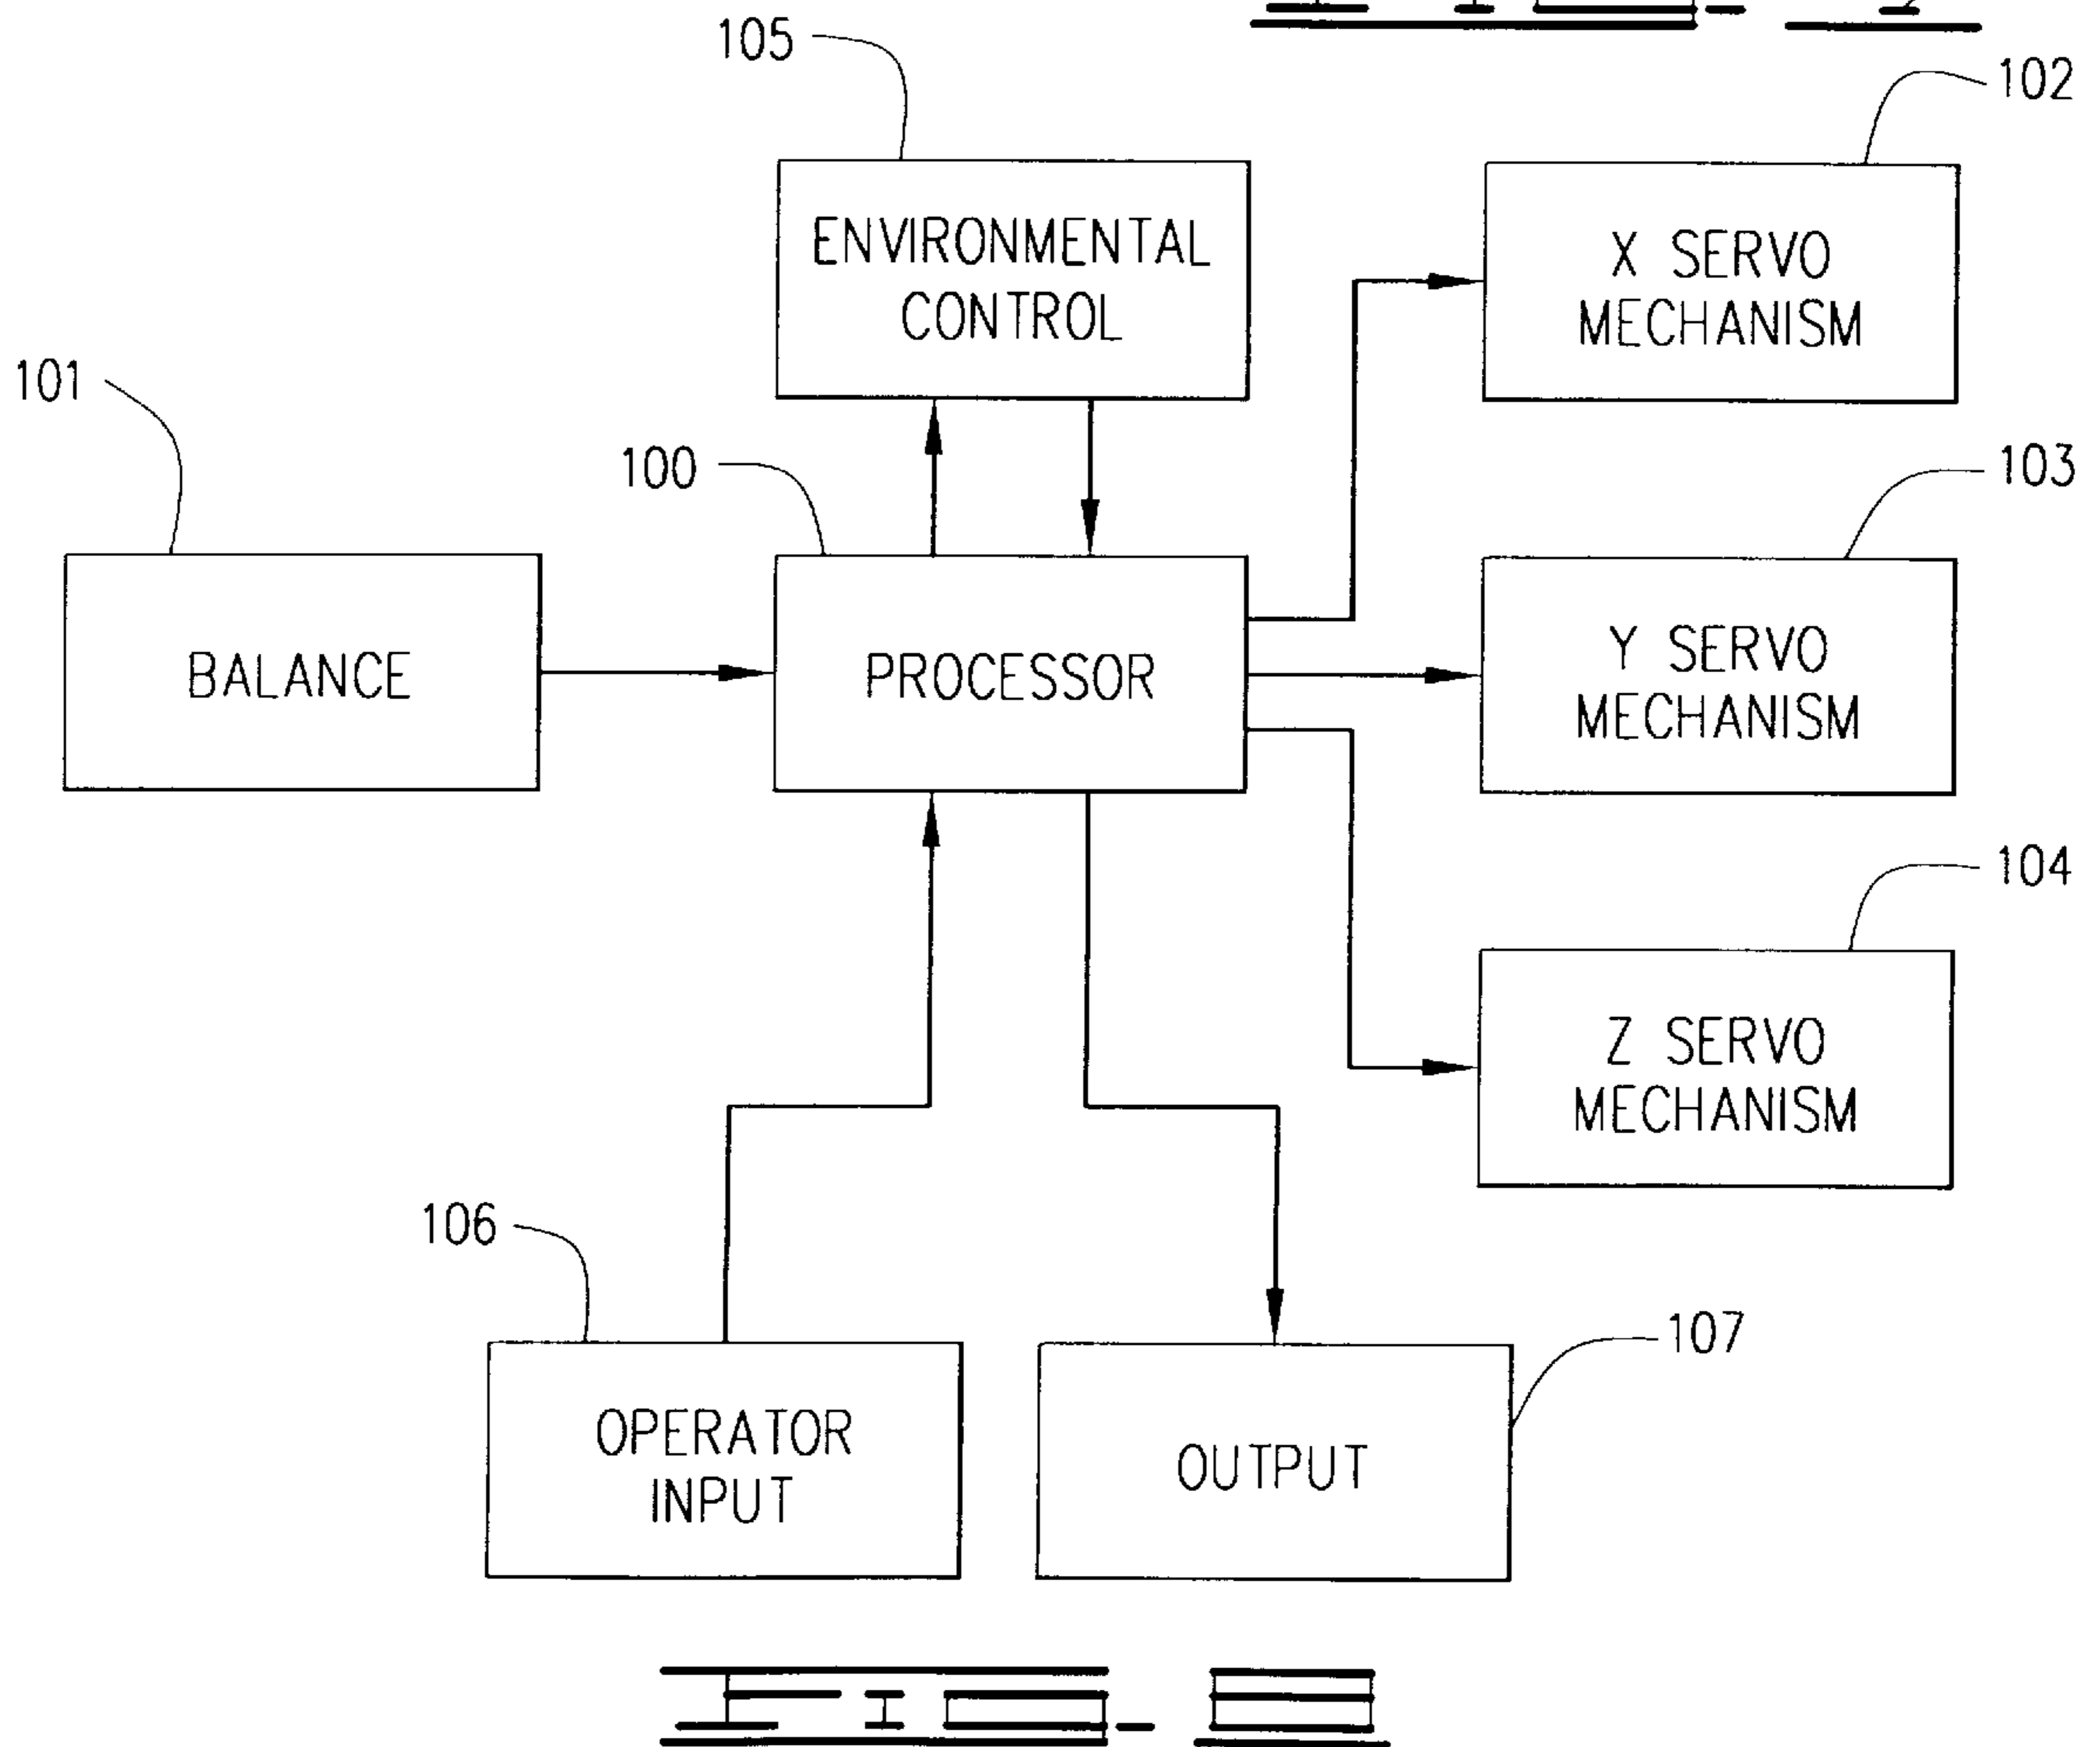 105
102
ENVIRONMENTAL
CONTROL
X SERVO
MECHANISM
101
100
103
BALANCE
PROCESSOR
Y SERVO
MECHANISM
104
Z SERVO
MECHANISM
106
107
OPERATOR
INPUT
OUTPUT